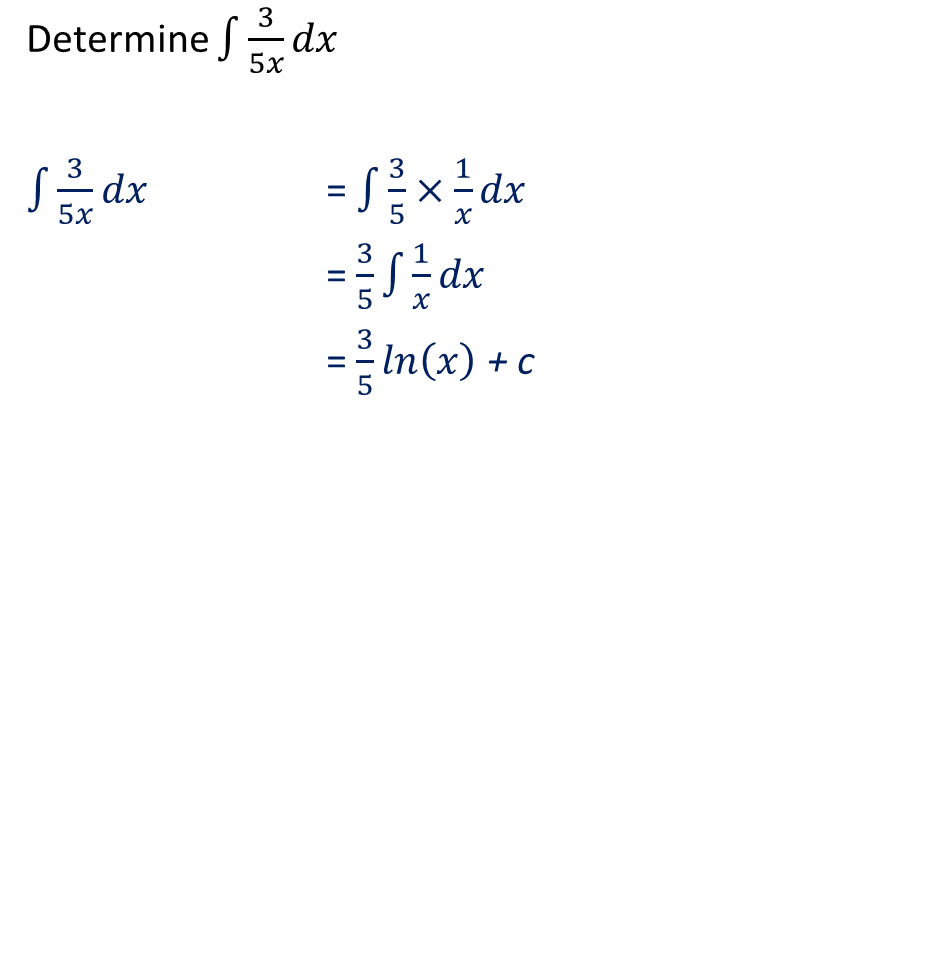 Determine ∫ 3/5x dx
∫ 3/5x dx = ∫ 3/5 × 1/x dx
= 3/5 ∫ 1/x dx
= 3/5 ln(x) + c